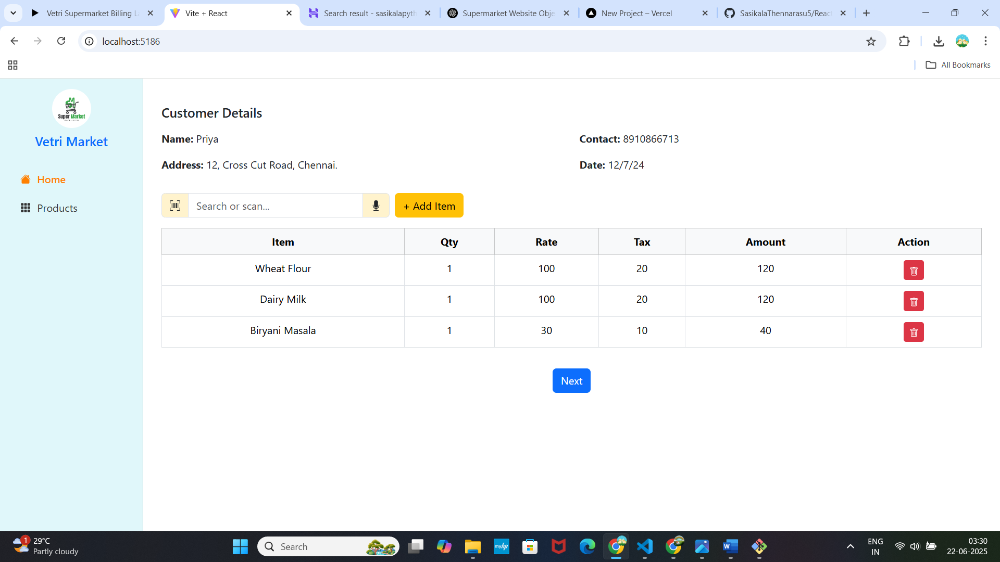 Vetri Supermarket Billing L
Vite + React
Search result - sasikalapyth
Supermarket Website Obje
New Project – Vercel
SasikalaThennarasu5/Reac
localhost:5186
All Bookmarks
Super Market
Vetri Market
Home
Products
Customer Details
Name: Priya
Contact: 8910866713
Address: 12, Cross Cut Road, Chennai.
Date: 12/7/24
Search or scan...
+ Add Item
Item Qty Rate Tax Amount Action
Wheat Flour 1 100 20 120
Dairy Milk 1 100 20 120
Biryani Masala 1 30 10 40
Next
1
29°C
Partly cloudy
Search
myhp
ENG
IN
03:30
22-06-2025